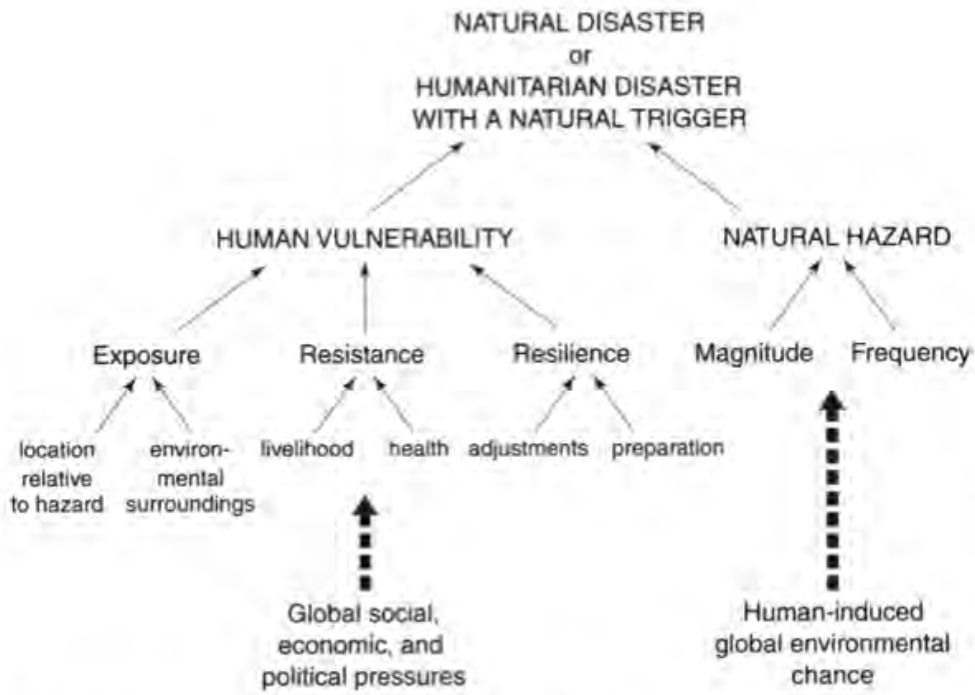 NATURAL DISASTER
or
HUMANITARIAN DISASTER
WITH A NATURAL TRIGGER
HUMAN VULNERABILITY
NATURAL HAZARD
Exposure
Resistance
Resilience
Magnitude
Frequency
location
relative
to hazard
environ-
mental
surroundings
livelihood
health
adjustments
preparation
Global social,
economic, and
political pressures
Human-induced
global environmental
chance